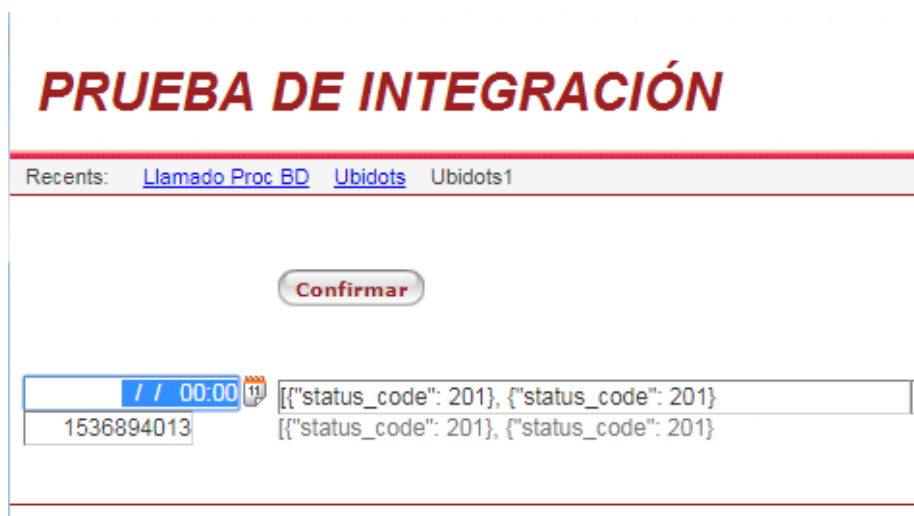 PRUEBA DE INTEGRACIÓN
Recents: Llamado Proc BD Ubidots Ubidots1
Confirmar
/ / 00:00 11 [{"status_code": 201}, {"status_code": 201}
1536894013 [{"status_code": 201}, {"status_code": 201}